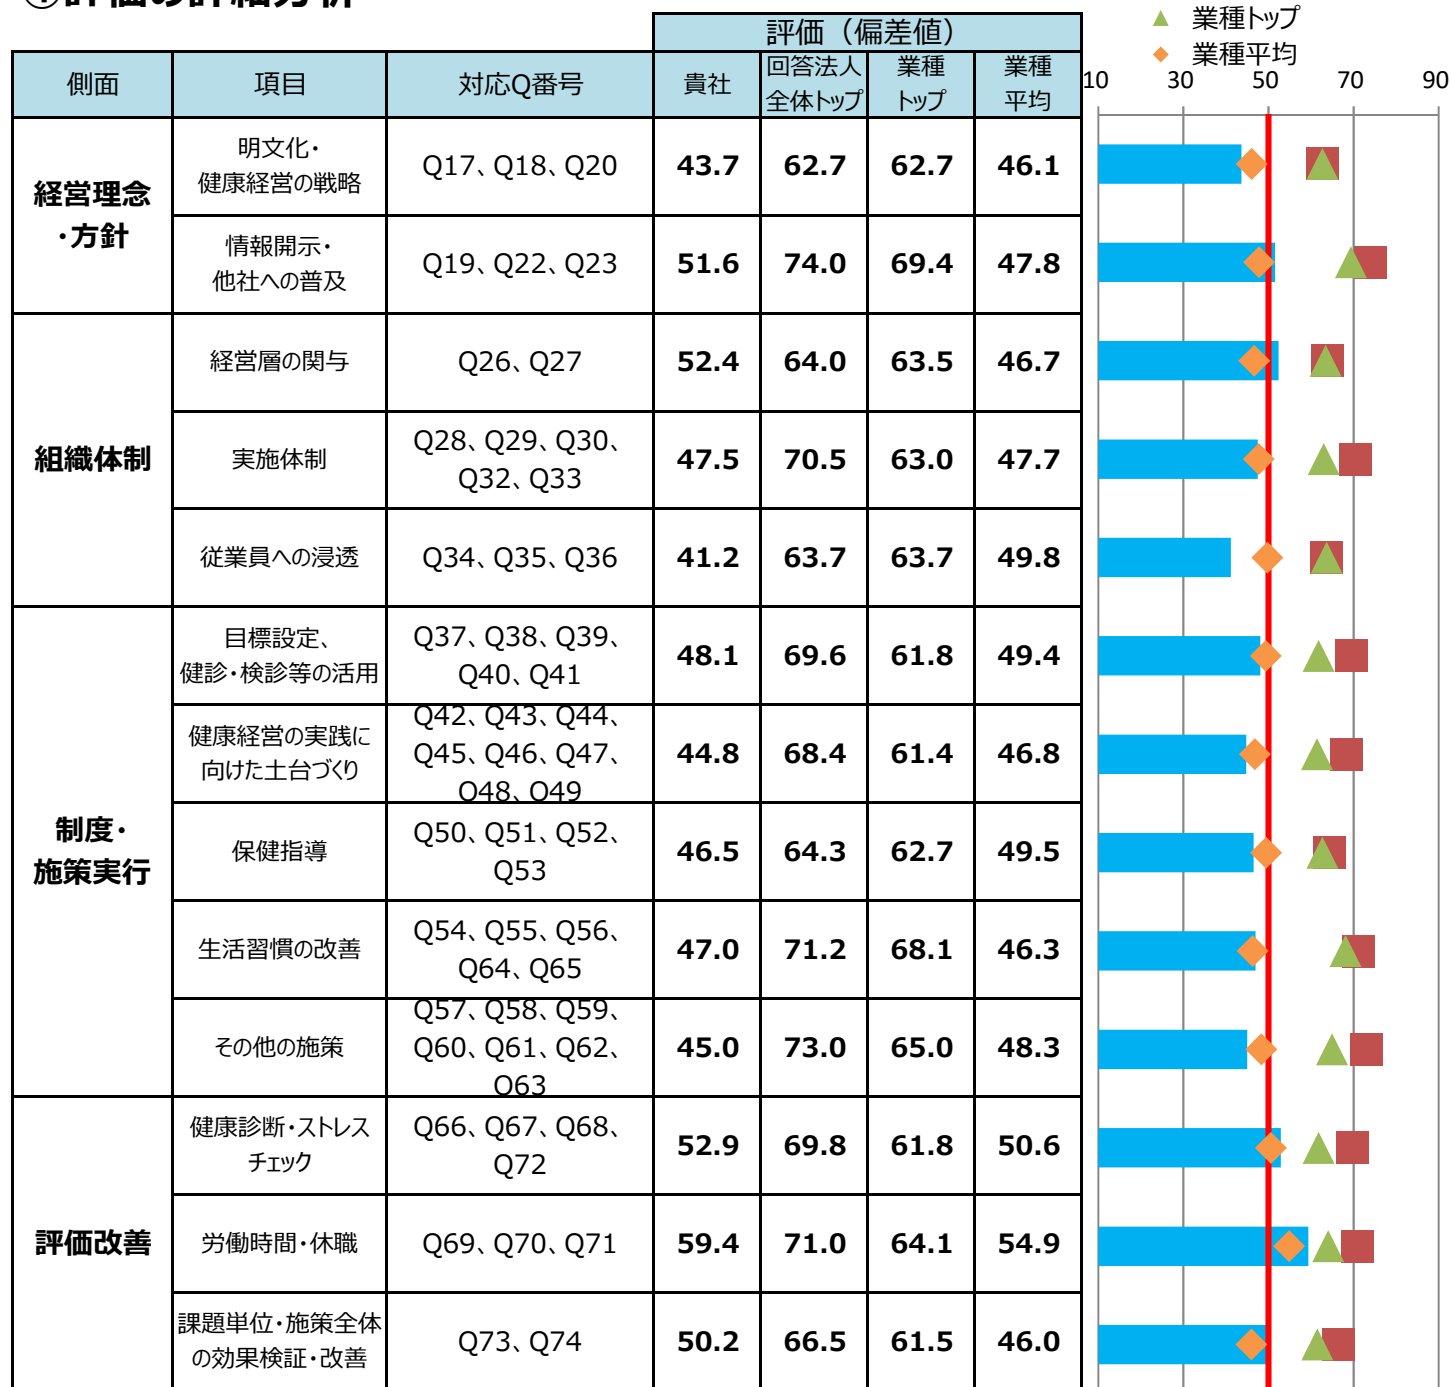 ①評価の詳細分析
▲ 業種トップ
◆ 業種平均
評価（偏差値）
側面 項目 対応Q番号 貴社 回答法人 業種 業種
全体トップ トップ 平均
10 30 50 70 90
経営理念
・方針
明文化・
健康経営の戦略
Q17、Q18、Q20 43.7 62.7 62.7 46.1
情報開示・
他社への普及
Q19、Q22、Q23 51.6 74.0 69.4 47.8
組織体制
経営層の関与 Q26、Q27 52.4 64.0 63.5 46.7
実施体制
Q28、Q29、Q30、
Q32、Q33
47.5 70.5 63.0 47.7
従業員への浸透 Q34、Q35、Q36 41.2 63.7 63.7 49.8
制度・
施策実行
目標設定、
健診・検診等の活用
Q37、Q38、Q39、
Q40、Q41
48.1 69.6 61.8 49.4
健康経営の実践に
向けた土台づくり
Q42、Q43、Q44、
Q45、Q46、Q47、
Q48、Q49
44.8 68.4 61.4 46.8
保健指導
Q50、Q51、Q52、
Q53
46.5 64.3 62.7 49.5
生活習慣の改善
Q54、Q55、Q56、
Q64、Q65
47.0 71.2 68.1 46.3
その他の施策
Q57、Q58、Q59、
Q60、Q61、Q62、
Q63
45.0 73.0 65.0 48.3
評価改善
健康診断・ストレス
チェック
Q66、Q67、Q68、
Q72
52.9 69.8 61.8 50.6
労働時間・休職 Q69、Q70、Q71 59.4 71.0 64.1 54.9
課題単位・施策全体
の効果検証・改善
Q73、Q74 50.2 66.5 61.5 46.0